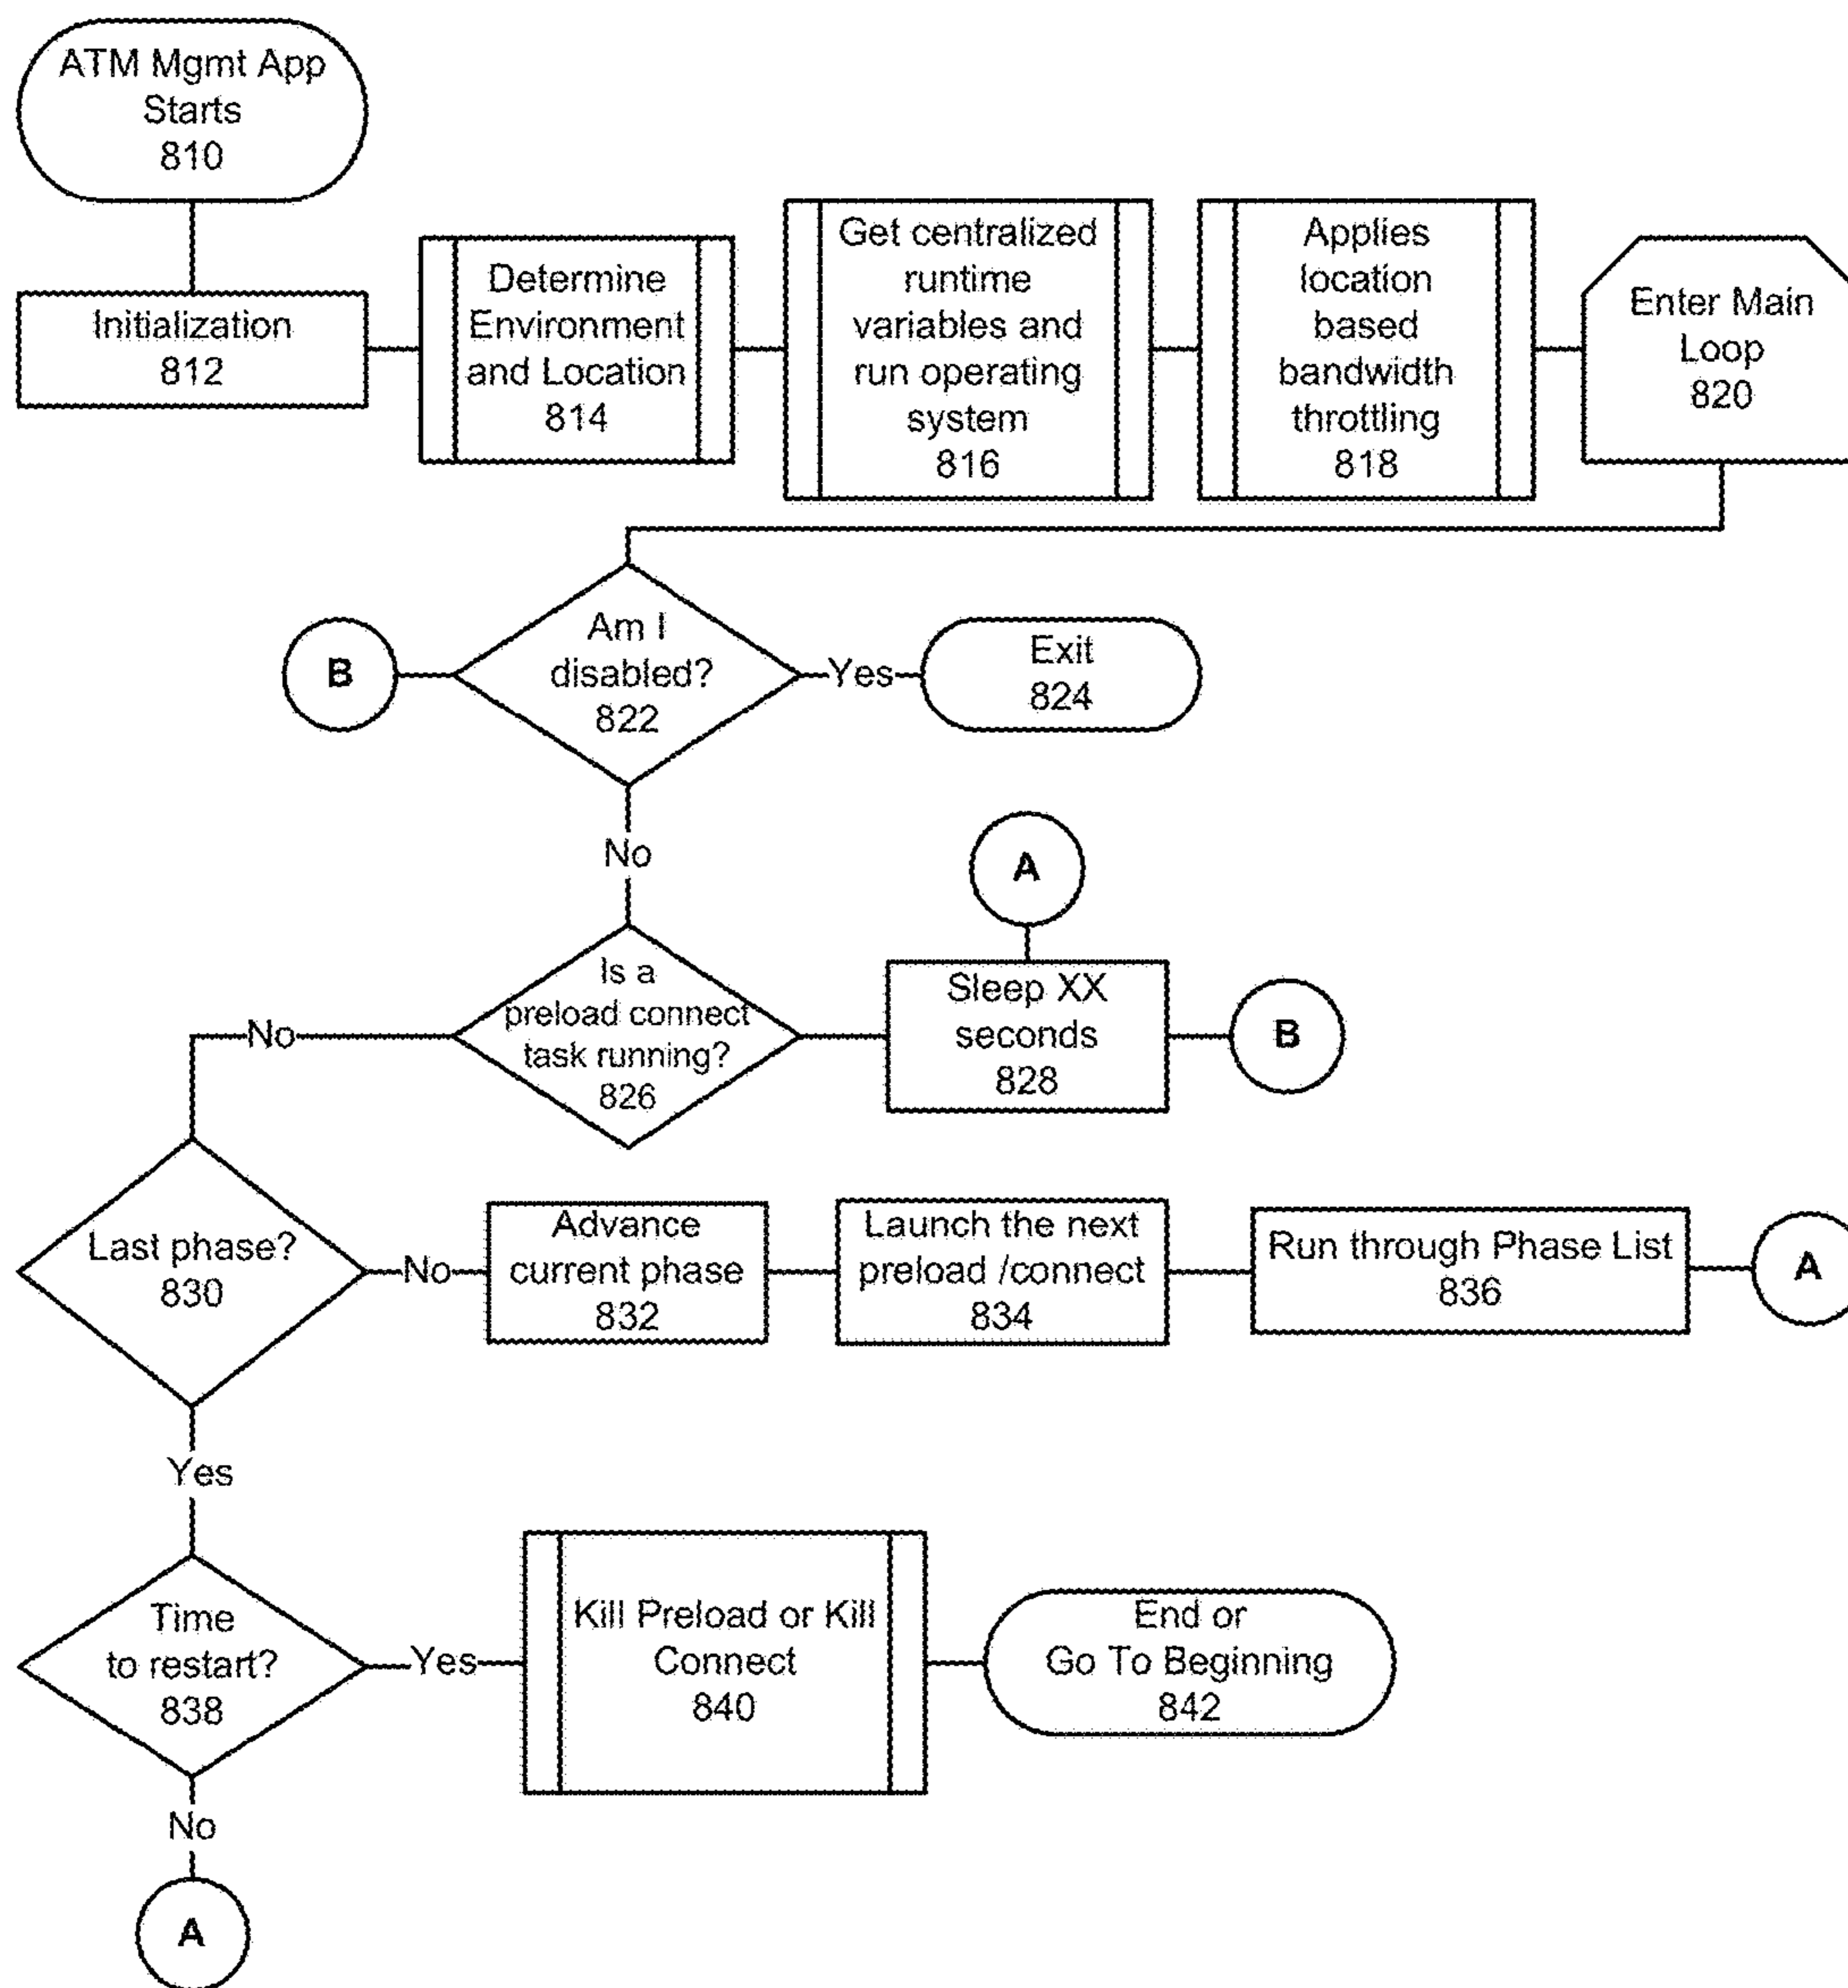 ATM Mgmt App
Starts
810
Initialization
812
Determine
Environment
and Location
814
Get centralized
runtime
variables and
run operating
system
816
Applies
location
based
bandwidth
throttling
818
Enter Main
Loop
820
B
Am I
disabled?
822
Yes
Exit
824
No
A
Is a
preload connect
task running?
826
No
Sleep XX
seconds
828
B
Last phase?
830
No
Advance
current phase
832
Launch the next
preload /connect
834
Run through Phase List
836
A
Yes
Time
to restart?
838
Yes
Kill Preload or Kill
Connect
840
End or
Go To Beginning
842
No
A